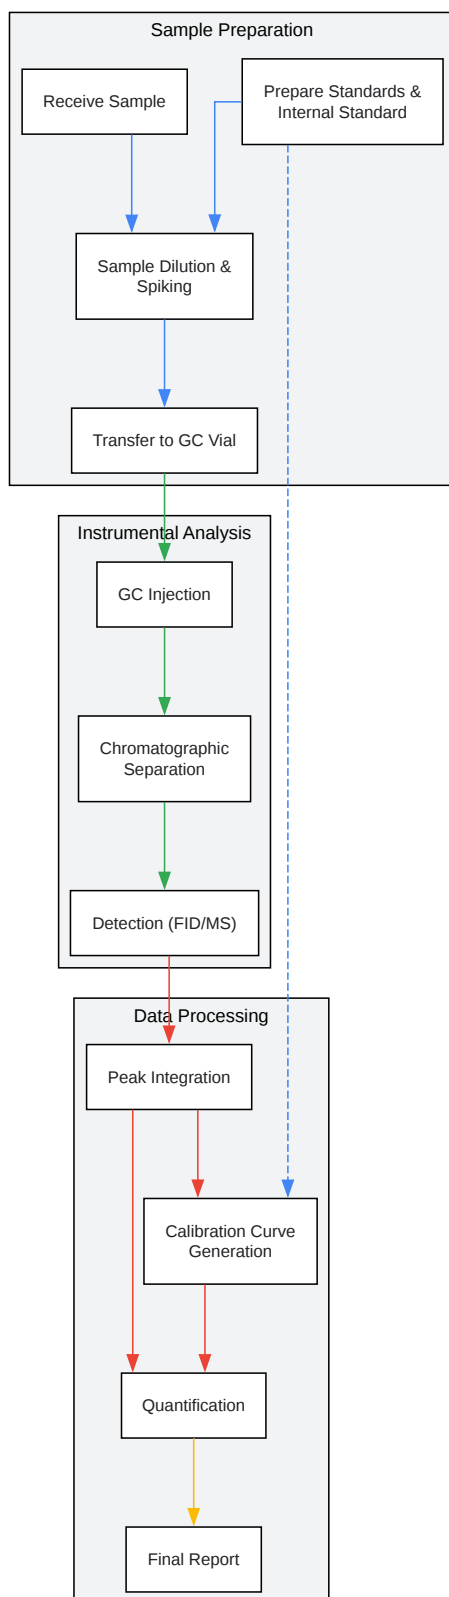 Sample Preparation
Receive Sample
Prepare Standards &
Internal Standard
Sample Dilution &
Spiking
Transfer to GC Vial
Instrumental Analysis
GC Injection
Chromatographic
Separation
Detection (FID/MS)
Data Processing
Peak Integration
Calibration Curve
Generation
Quantification
Final Report